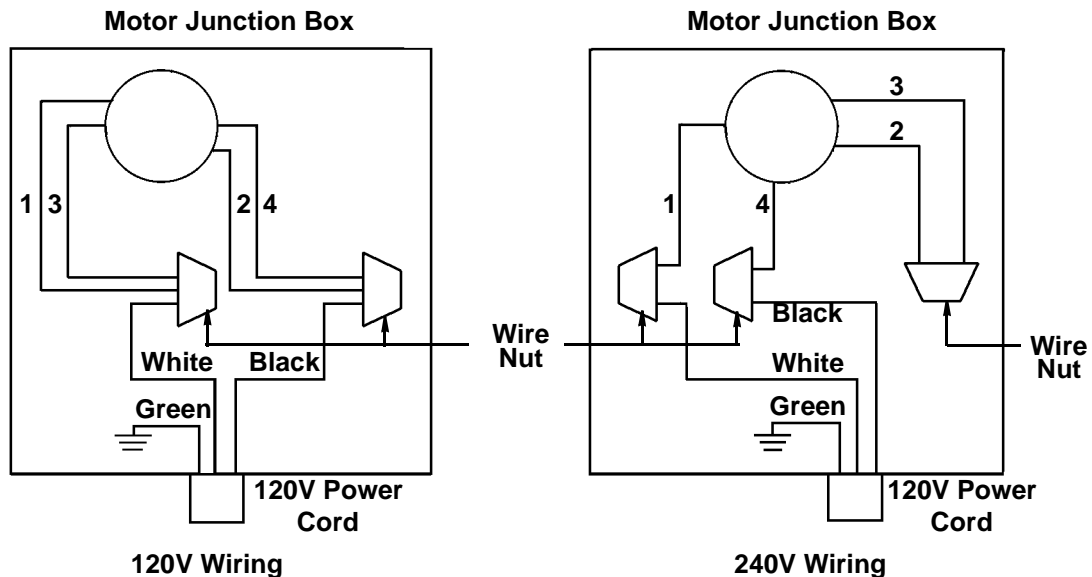 Motor Junction Box
1 3
2 4
White
Black
Green
120V Power
Cord
120V Wiring
Wire
Nut
Motor Junction Box
3
2
1
4
Black
White
Green
120V Power
Cord
240V Wiring
Wire
Nut